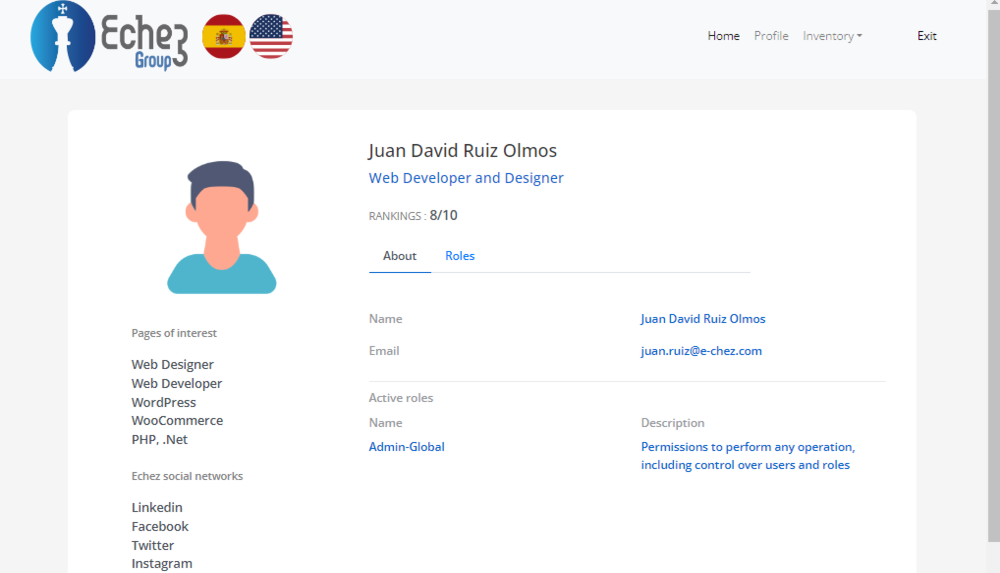 Echez
Group
Home Profile Inventory Exit
Juan David Ruiz Olmos
Web Developer and Designer
RANKINGS : 8/10
About Roles
Name Juan David Ruiz Olmos
Email juan.ruiz@e-chez.com
Active roles
Name Description
Admin-Global Permissions to perform any operation,
including control over users and roles
Pages of interest
Web Designer
Web Developer
WordPress
WooCommerce
PHP, .Net
Echez social networks
Linkedin
Facebook
Twitter
Instagram